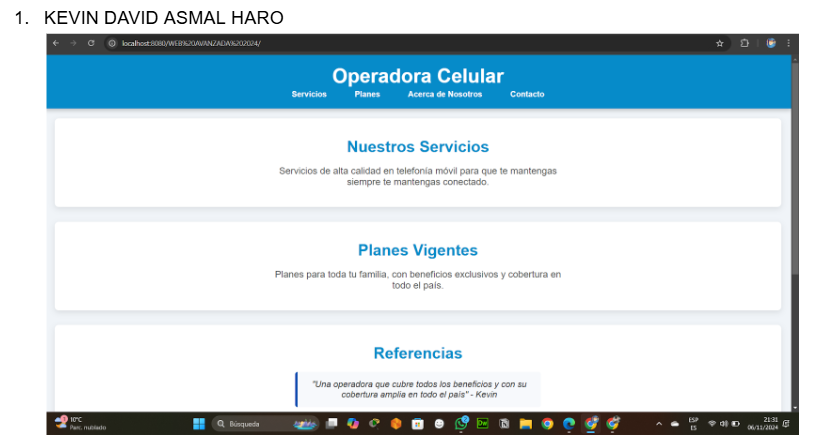 1. KEVIN DAVID ASMAL HARO
localhost:8080/WEB%20AVANZADA%202024/
Operadora Celular
Servicios Planes Acerca de Nosotros Contacto
Nuestros Servicios
Servicios de alta calidad en telefonía móvil para que te mantengas
siempre te mantengas conectado.
Planes Vigentes
Planes para toda tu familia, con beneficios exclusivos y cobertura en
todo el país.
Referencias
"Una operadora que cubre todos los beneficios y con su
cobertura amplia en todo el país" - Kevin
10°C
Parc. nublado
Búsqueda
Dw
ESP
ES
21:31
06/11/2024